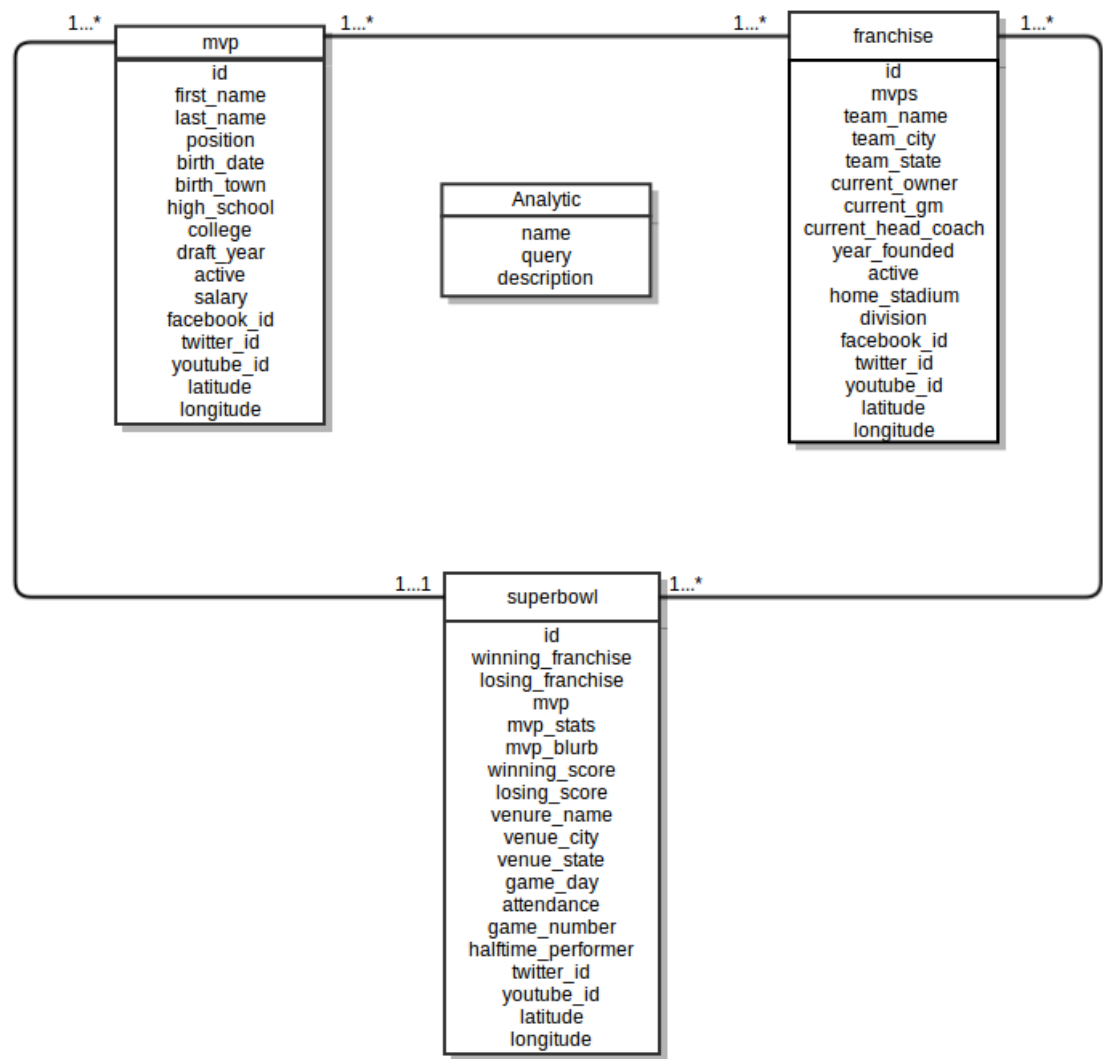 1...*
mvp
1...*
id
first_name
last_name
position
birth_date
birth_town
high_school
college
draft_year
active
salary
facebook_id
twitter_id
youtube_id
latitude
longitude
Analytic
name
query
description
1...*
franchise
1...*
id
mvps
team_name
team_city
team_state
current_owner
current_gm
current_head_coach
year_founded
active
home_stadium
division
facebook_id
twitter_id
youtube_id
latitude
longitude
1...1
superbowl
1...*
id
winning_franchise
losing_franchise
mvp
mvp_stats
mvp_blurb
winning_score
losing_score
venure_name
venue_city
venue_state
game_day
attendance
game_number
halftime_performer
twitter_id
youtube_id
latitude
longitude